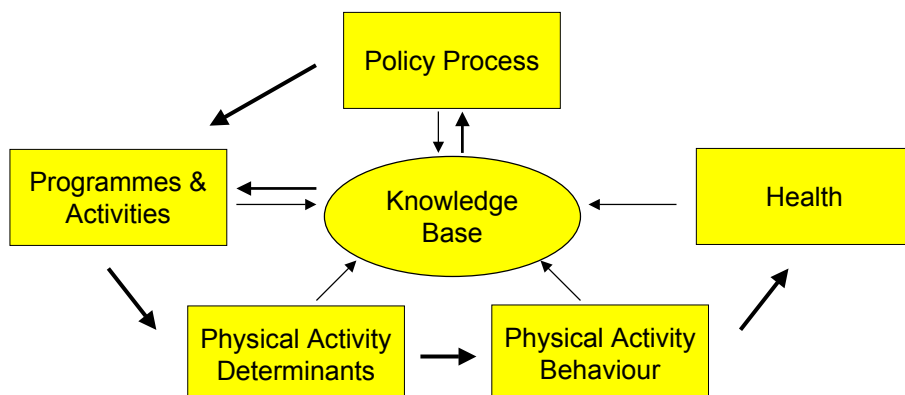 Policy Process
Programmes &
Activities
Knowledge
Base
Health
Physical Activity
Determinants
Physical Activity
Behaviour